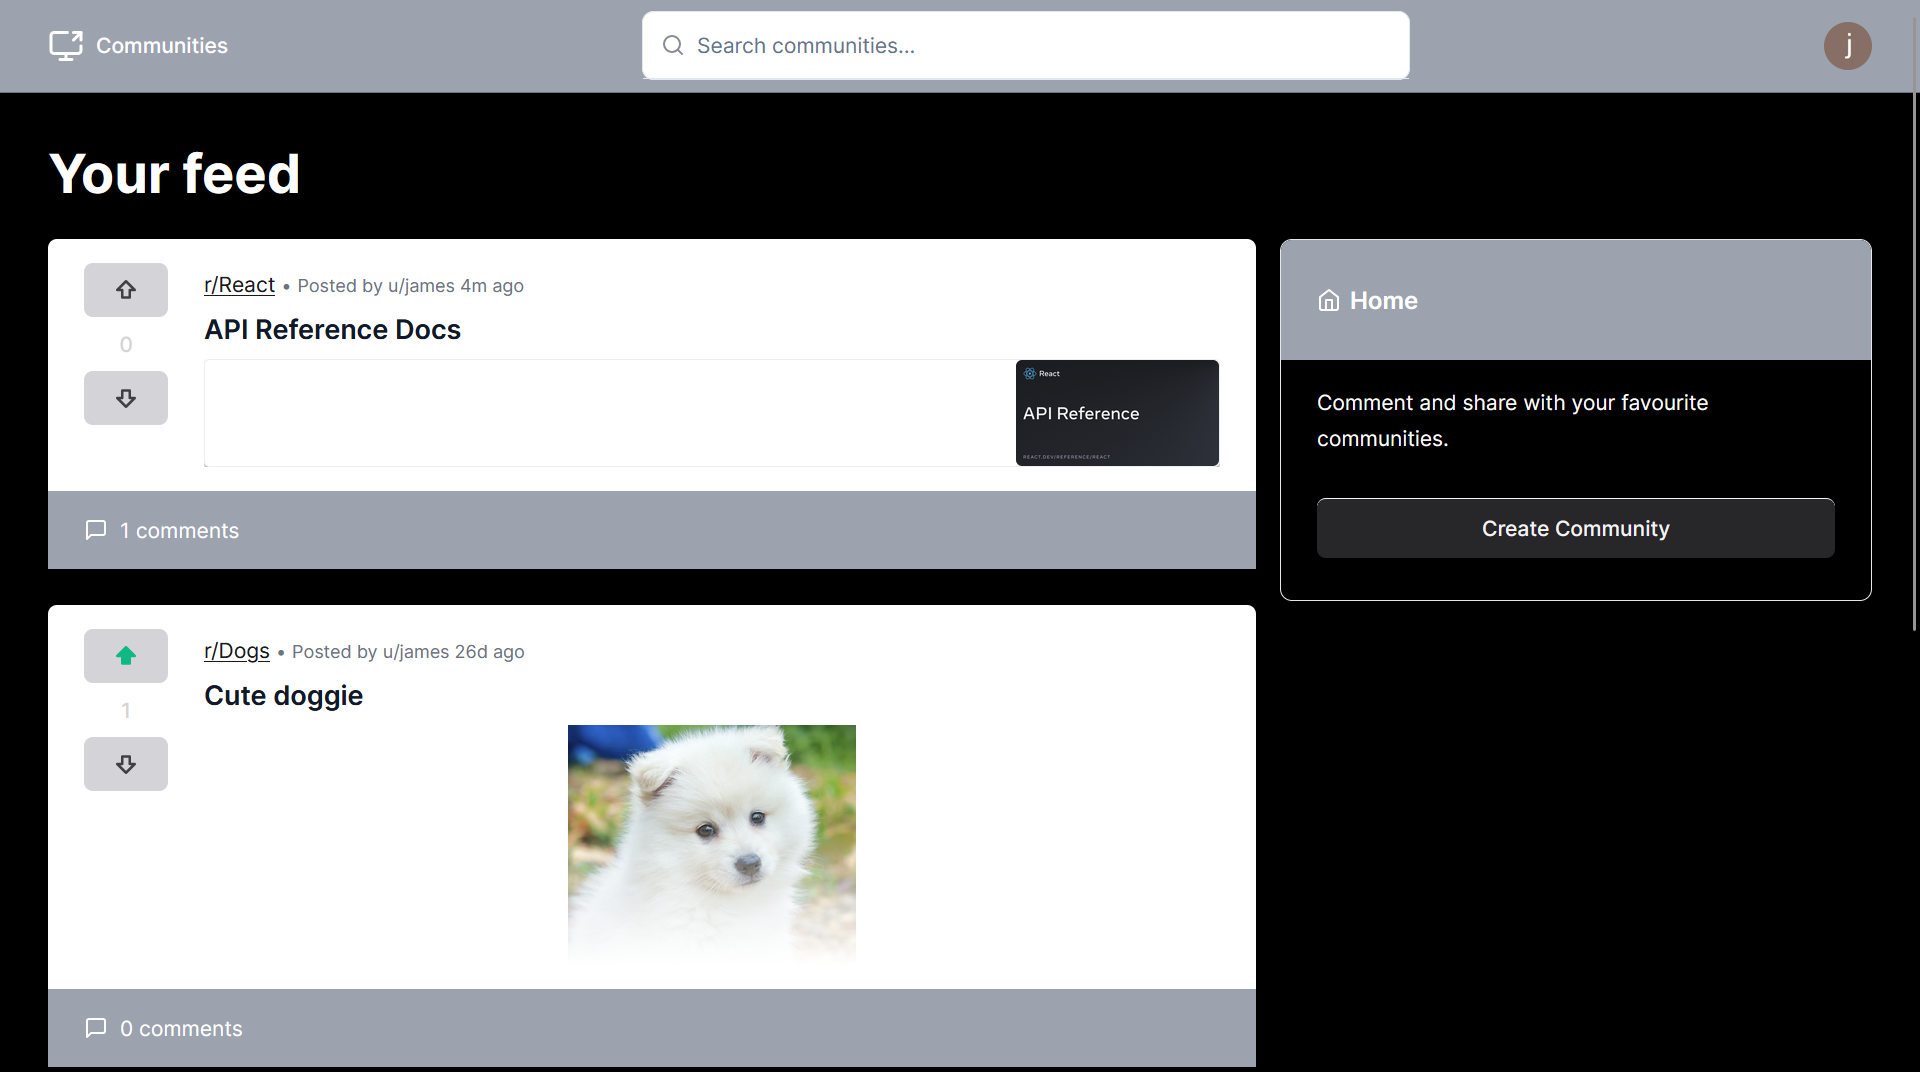 Communities
Search communities...
j
Your feed
r/React • Posted by u/james 4m ago
API Reference Docs
0
React
API Reference
REACT.DEV/REFERENCE/REACT
1 comments
Home
Comment and share with your favourite
communities.
Create Community
r/Dogs • Posted by u/james 26d ago
Cute doggie
1
0 comments